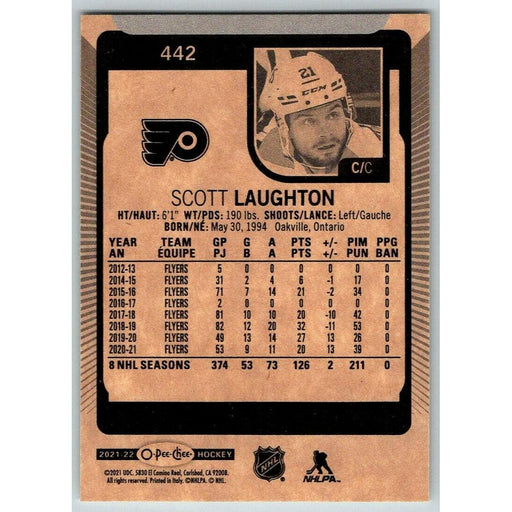 442
21
CCM
C/C
SCOTT LAUGHTON
HT/HAUT: 6'1" WT/PDS: 190 lbs. SHOOTS/LANCE: Left/Gauche
BORN/NÉ: May 30, 1994 Oakville, Ontario
YEAR TEAM GP G A PTS +/- PIM PPG
AN ÉQUIPE PJ B A PTS +/- PUN BAN
2012-13 FLYERS 5 0 0 0 0 0 0
2014-15 FLYERS 31 2 4 6 -1 17 0
2015-16 FLYERS 71 7 14 21 -2 34 0
2016-17 FLYERS 2 0 0 0 0 0 0
2017-18 FLYERS 81 10 10 20 -10 42 0
2018-19 FLYERS 82 12 20 32 -11 53 0
2019-20 FLYERS 49 13 14 27 13 26 0
2020-21 FLYERS 53 9 11 20 13 39 0
8 NHL SEASONS 374 53 73 126 2 211 0
2021-22 O-Pee-Chee HOCKEY
©2021 UDC. 5830 El Camino Real, Carlsbad, CA 92008.
All rights reserved. Printed in Italy. ©NHLPA. © NHL.
NHL
NHLPA